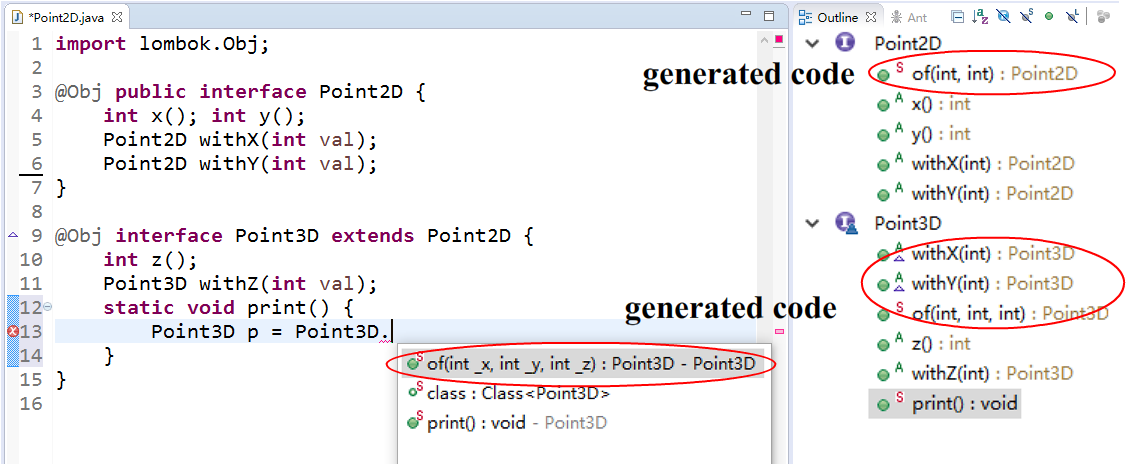 *Point2D.java
1 import lombok.Obj;
2
3 @Obj public interface Point2D {
4 int x(); int y();
5 Point2D withX(int val);
6 Point2D withY(int val);
7 }
8
9 @Obj interface Point3D extends Point2D {
10 int z();
11 Point3D withZ(int val);
12 static void print() {
13 Point3D p = Point3D.
14 }
15 }
16
of(int _x, int _y, int _z) : Point3D - Point3D
class : Class<Point3D>
print() : void - Point3D
generated code
generated code
Outline Ant
Point2D
of(int, int) : Point2D
x() : int
y() : int
withX(int) : Point2D
withY(int) : Point2D
Point3D
withX(int) : Point3D
withY(int) : Point3D
of(int, int, int) : Point3D
z() : int
withZ(int) : Point3D
print() : void